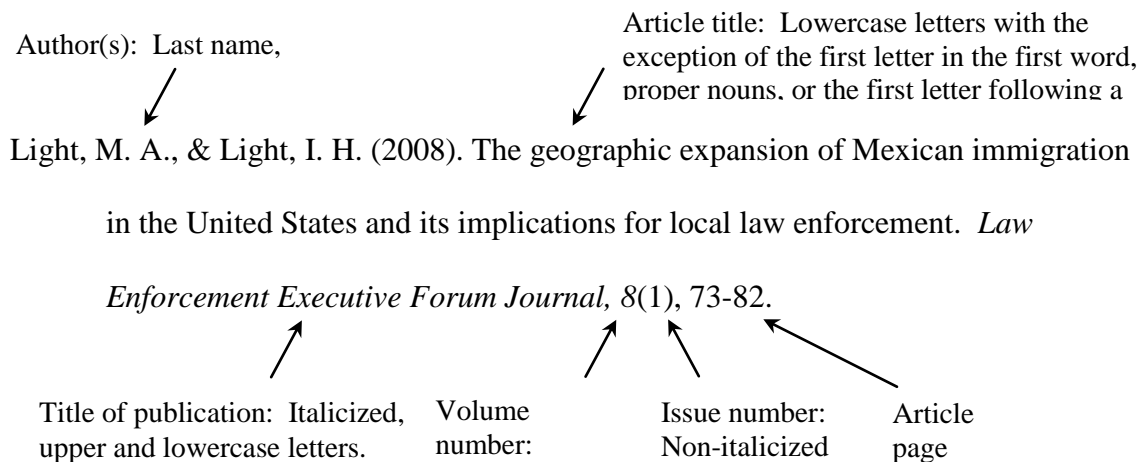 Author(s): Last name,
Article title: Lowercase letters with the
exception of the first letter in the first word,
proper nouns, or the first letter following a
Light, M. A., & Light, I. H. (2008). The geographic expansion of Mexican immigration
in the United States and its implications for local law enforcement. Law
Enforcement Executive Forum Journal, 8(1), 73-82.
Title of publication: Italicized,
upper and lowercase letters.
Volume
number:
Issue number:
Non-italicized
Article
page